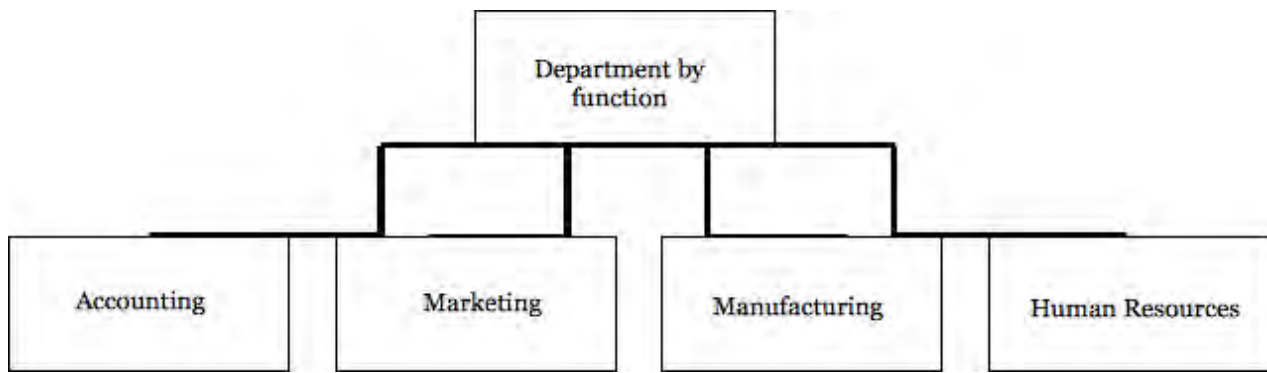 Department by
function
Accounting
Marketing
Manufacturing
Human Resources